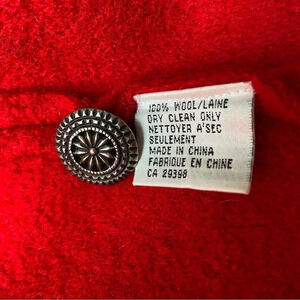 100% WOOL/LAINE
DRY CLEAN ONLY
NETTOYER A'SEC
SEULEMENT
MADE IN CHINA
FABRIQUE EN CHINE
CA 29398